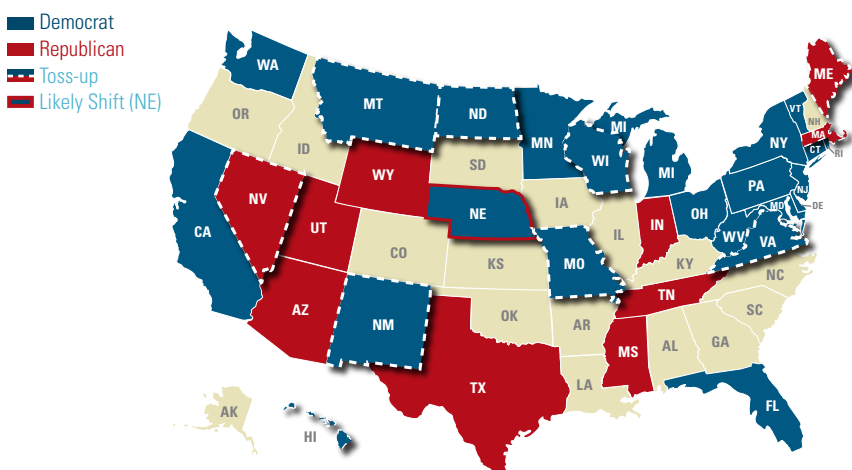 Democrat
Republican
Toss-up
Likely Shift (NE)
WA
OR
ID
MT
ND
MN
WI
MI
MI
ME
VT
NH
MA
RI
CT
NY
NV
WY
SD
NE
IA
IL
IN
OH
PA
NJ
MD
DE
WV
VA
CA
UT
CO
KS
MO
KY
NC
TN
SC
AZ
NM
OK
AR
MS
AL
GA
TX
LA
FL
AK
HI